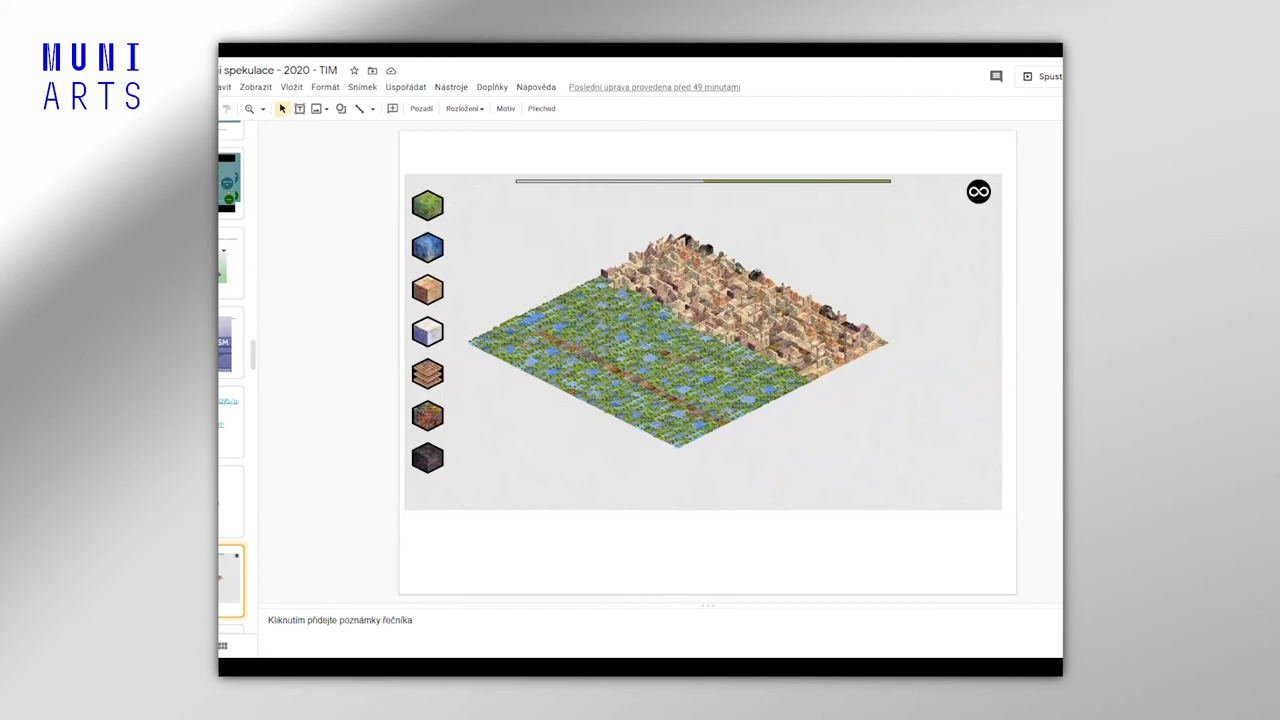 MUNI
ARTS
í spekulace - 2020 - TIM
avit Zobrazit Vložit Formát Snímek Uspořádat Nástroje Doplňky Nápověda Poslední úprava provedena před 49 minutami
Spust
Pozadí Rozložení Motiv Přechod
SM
Kliknutím přidejte poznámky řečníka